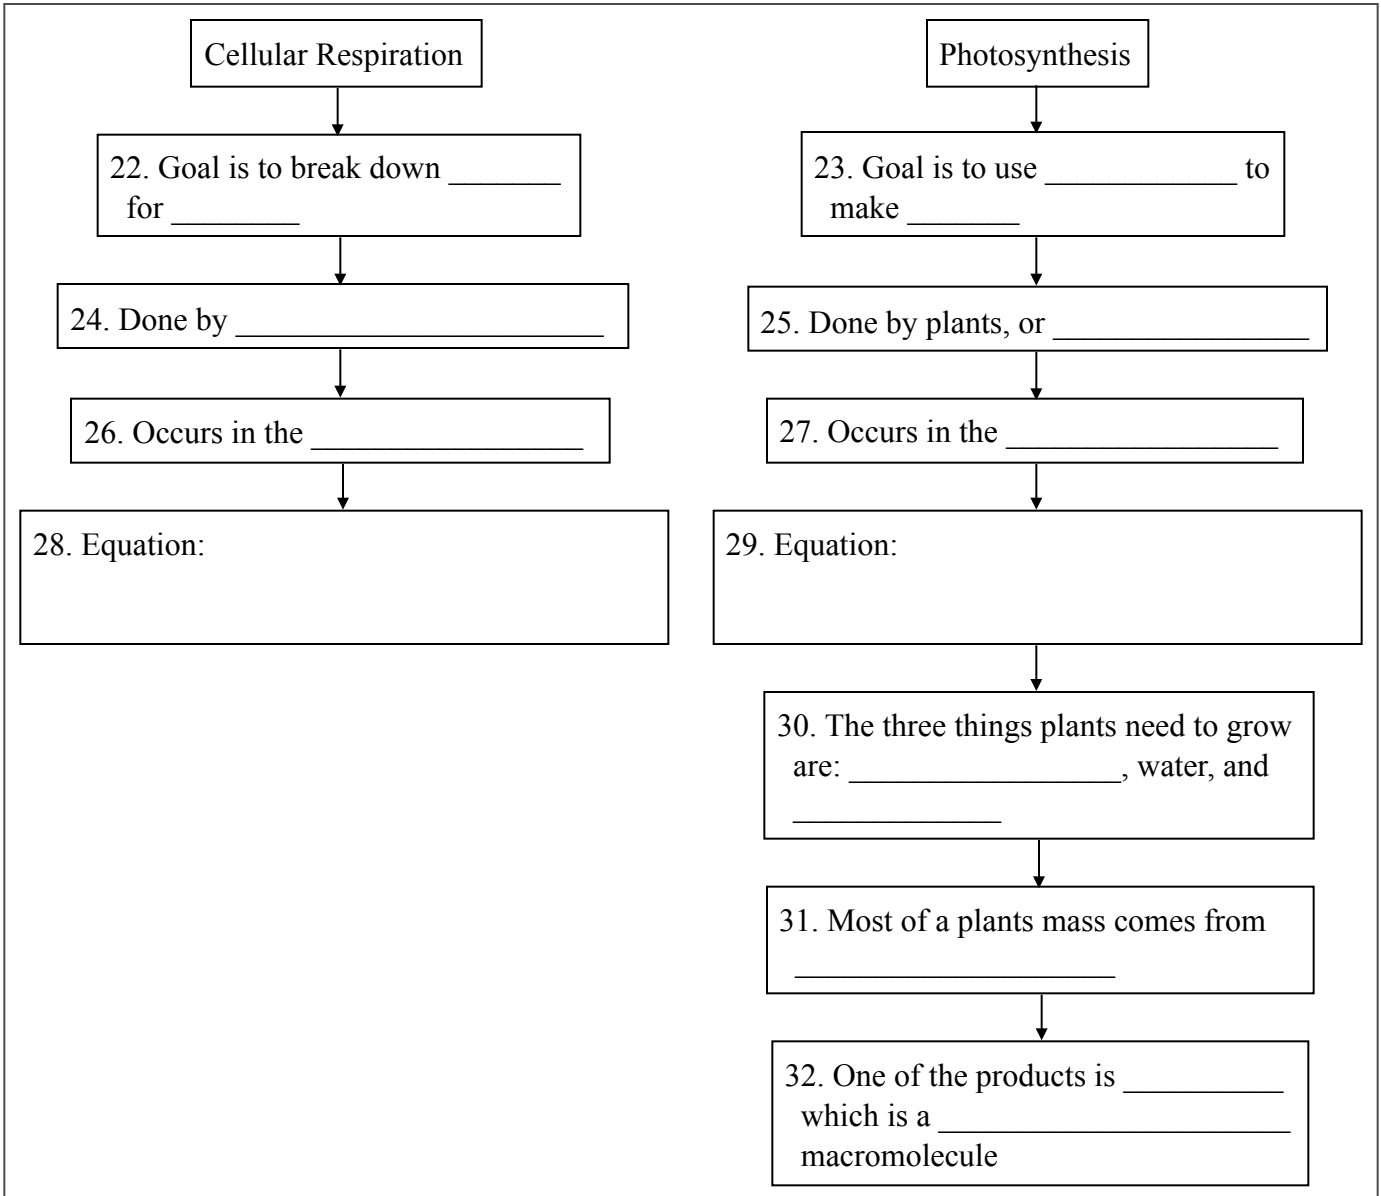 Cellular Respiration
Photosynthesis
22. Goal is to break down _______
for ________
23. Goal is to use ____________ to
make _______
24. Done by _______________________
25. Done by plants, or ________________
26. Occurs in the _________________
27. Occurs in the _________________
28. Equation:
29. Equation:
30. The three things plants need to grow
are: _________________, water, and
_____________
31. Most of a plants mass comes from
____________________
32. One of the products is __________
which is a ______________________
macromolecule